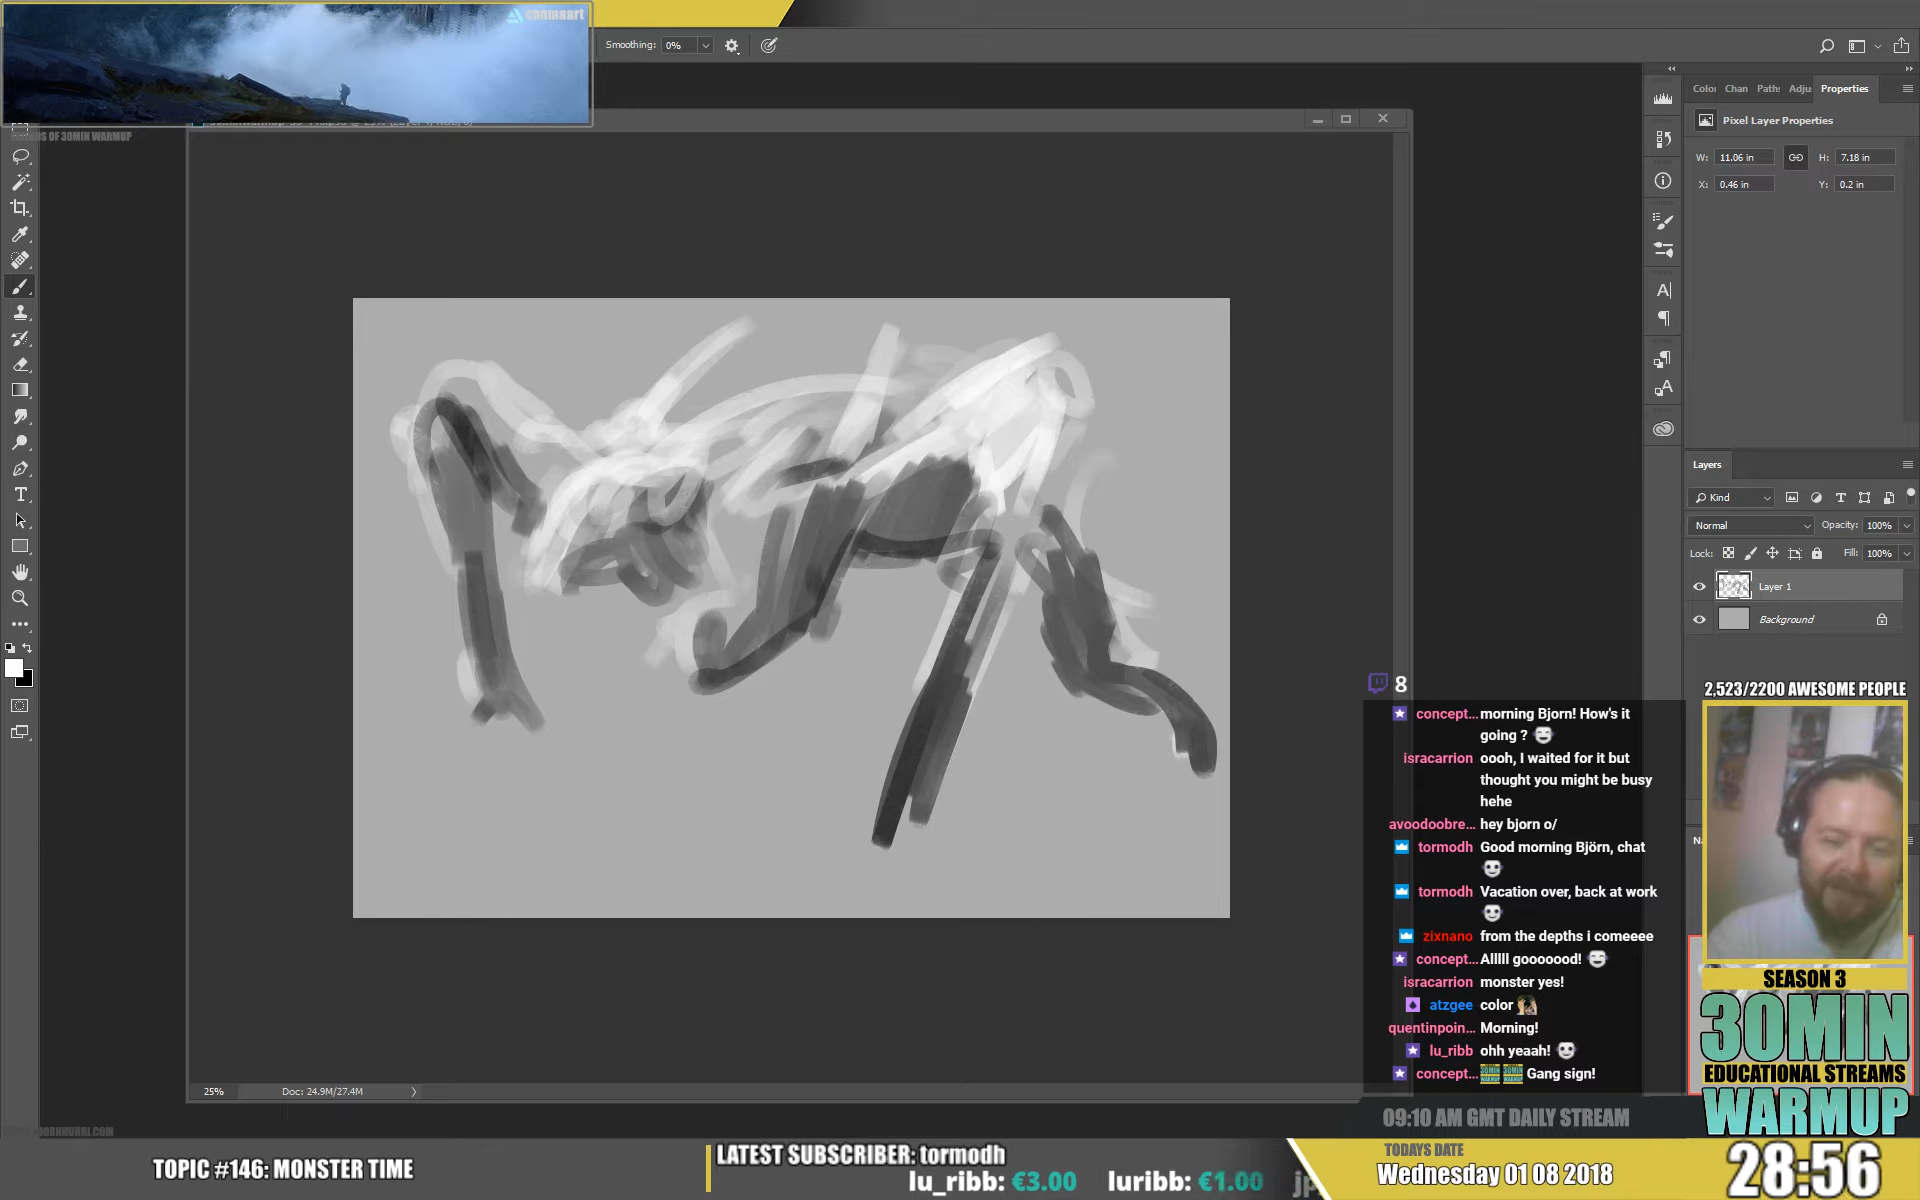 conmaart
Smoothing: 0%
OF 30MIN WARMUP
Color
Chan
Paths
Adju
Properties
Pixel Layer Properties
W: 11.06 in
H: 7.18 in
X: 0.46 in
Y: 0.2 in
Layers
Kind
Normal
Opacity: 100%
Lock:
Fill: 100%
Layer 1
Background
2,523/2200 AWESOME PEOPLE
8
concept... morning Bjorn! How's it
going ?
isracarrion oooh, I waited for it but
thought you might be busy
hehe
avoodoobre... hey bjorn o/
tormodh Good morning Björn, chat
tormodh Vacation over, back at work
zixnano from the depths i comeeee
concept... Alllll gooooood!
isracarrion monster yes!
atzgee color
quentinpoin... Morning!
lu_ribb ohh yeaah!
concept... Gang sign!
SEASON 3
30MIN
EDUCATIONAL STREAMS
WARMUP
25%
Doc: 24.9M/27.4M
09:10 AM GMT DAILY STREAM
TOPIC #146: MONSTER TIME
LATEST SUBSCRIBER: tormodh
lu_ribb: €3.00 luribb: €1.00
TODAYS DATE
Wednesday 01 08 2018
28:56